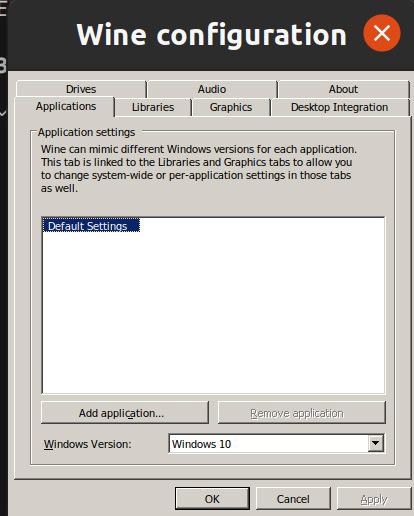 Wine configuration
Drives
Audio
About
Applications
Libraries
Graphics
Desktop Integration
Application settings
Wine can mimic different Windows versions for each application.
This tab is linked to the Libraries and Graphics tabs to allow you
to change system-wide or per-application settings in those tabs
as well.
Default Settings
Add application...
Remove application
Windows Version:
Windows 10
OK
Cancel
Apply